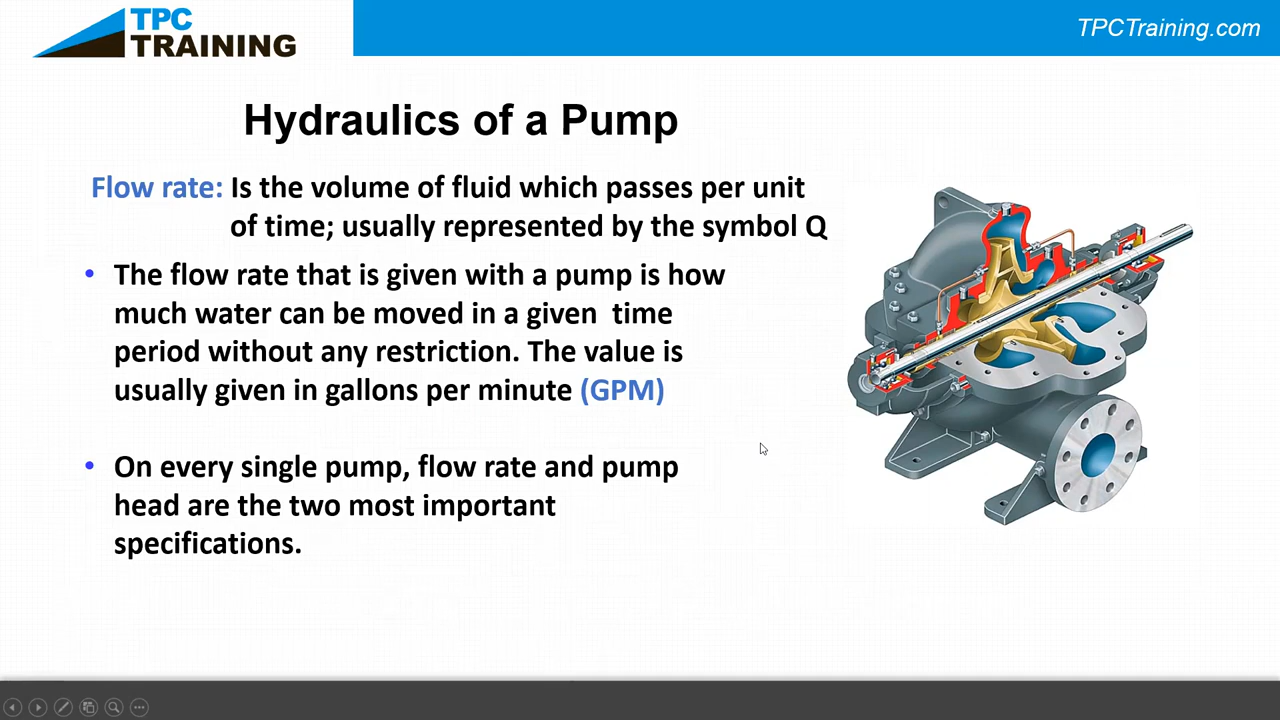 TPC
TRAINING
TPCTraining.com
Hydraulics of a Pump
Flow rate: Is the volume of fluid which passes per unit
of time; usually represented by the symbol Q
• The flow rate that is given with a pump is how
much water can be moved in a given  time
period without any restriction. The value is
usually given in gallons per minute (GPM)
• On every single pump, flow rate and pump
head are the two most important
specifications.